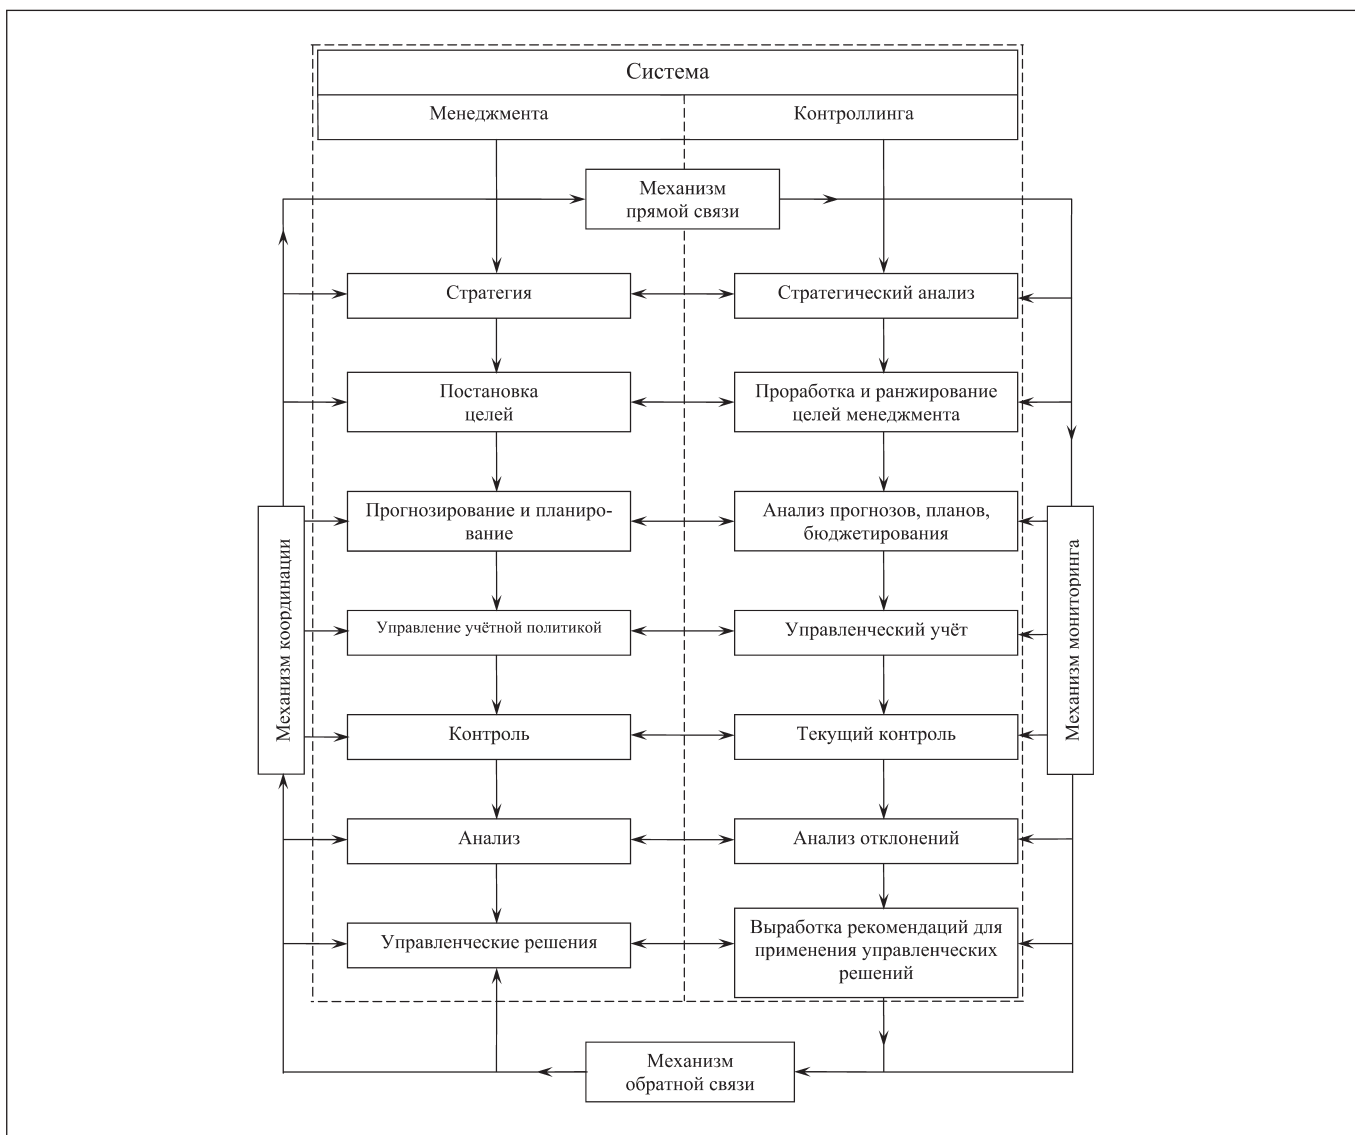 Система
Менеджмента
Контроллинга
Механизм
прямой связи
Стратегия
Стратегический анализ
Постановка
целей
Проработка и ранжирование
целей менеджмента
Прогнозирование и планиро-
вание
Анализ прогнозов, планов,
бюджетирования
Механизм координации
Механизм мониторинга
Управление учётной политикой
Управленческий учёт
Контроль
Текущий контроль
Анализ
Анализ отклонений
Управленческие решения
Выработка рекомендаций для
применения управленческих
решений
Механизм
обратной связи